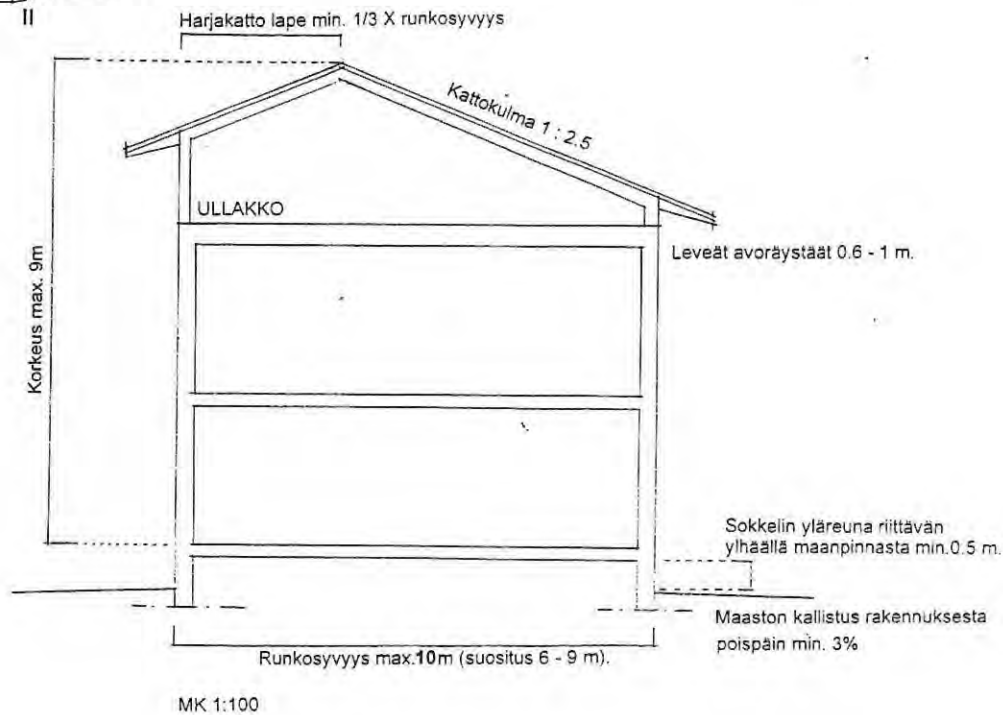 II
Harjakatto lape min. 1/3 X runkosyvyys
Kattokulma 1 : 2.5
ULLAKKO
Leveät avoräystäät 0.6 - 1 m.
Korkeus max. 9m
Sokkelin yläreuna riittävän
ylhäällä maanpinnasta min.0.5 m.
Maaston kallistus rakennuksesta
poispäin min. 3%
Runkosyvyys max.10m (suositus 6 - 9 m).
MK 1:100